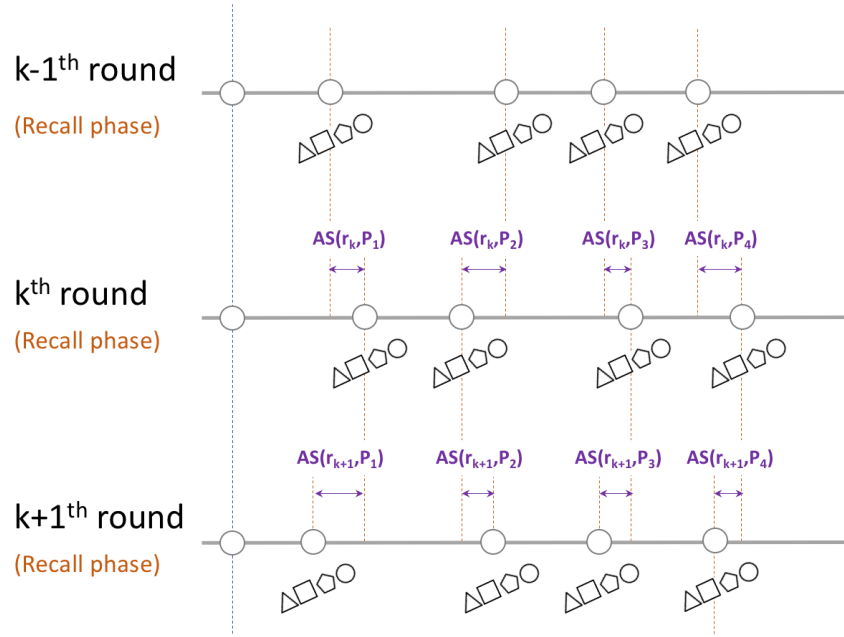 k-1th round
(Recall phase)
AS(rk,P1) AS(rk,P2) AS(rk,P3) AS(rk,P4)
kth round
(Recall phase)
AS(rk+1,P1) AS(rk+1,P2) AS(rk+1,P3) AS(rk+1,P4)
k+1th round
(Recall phase)